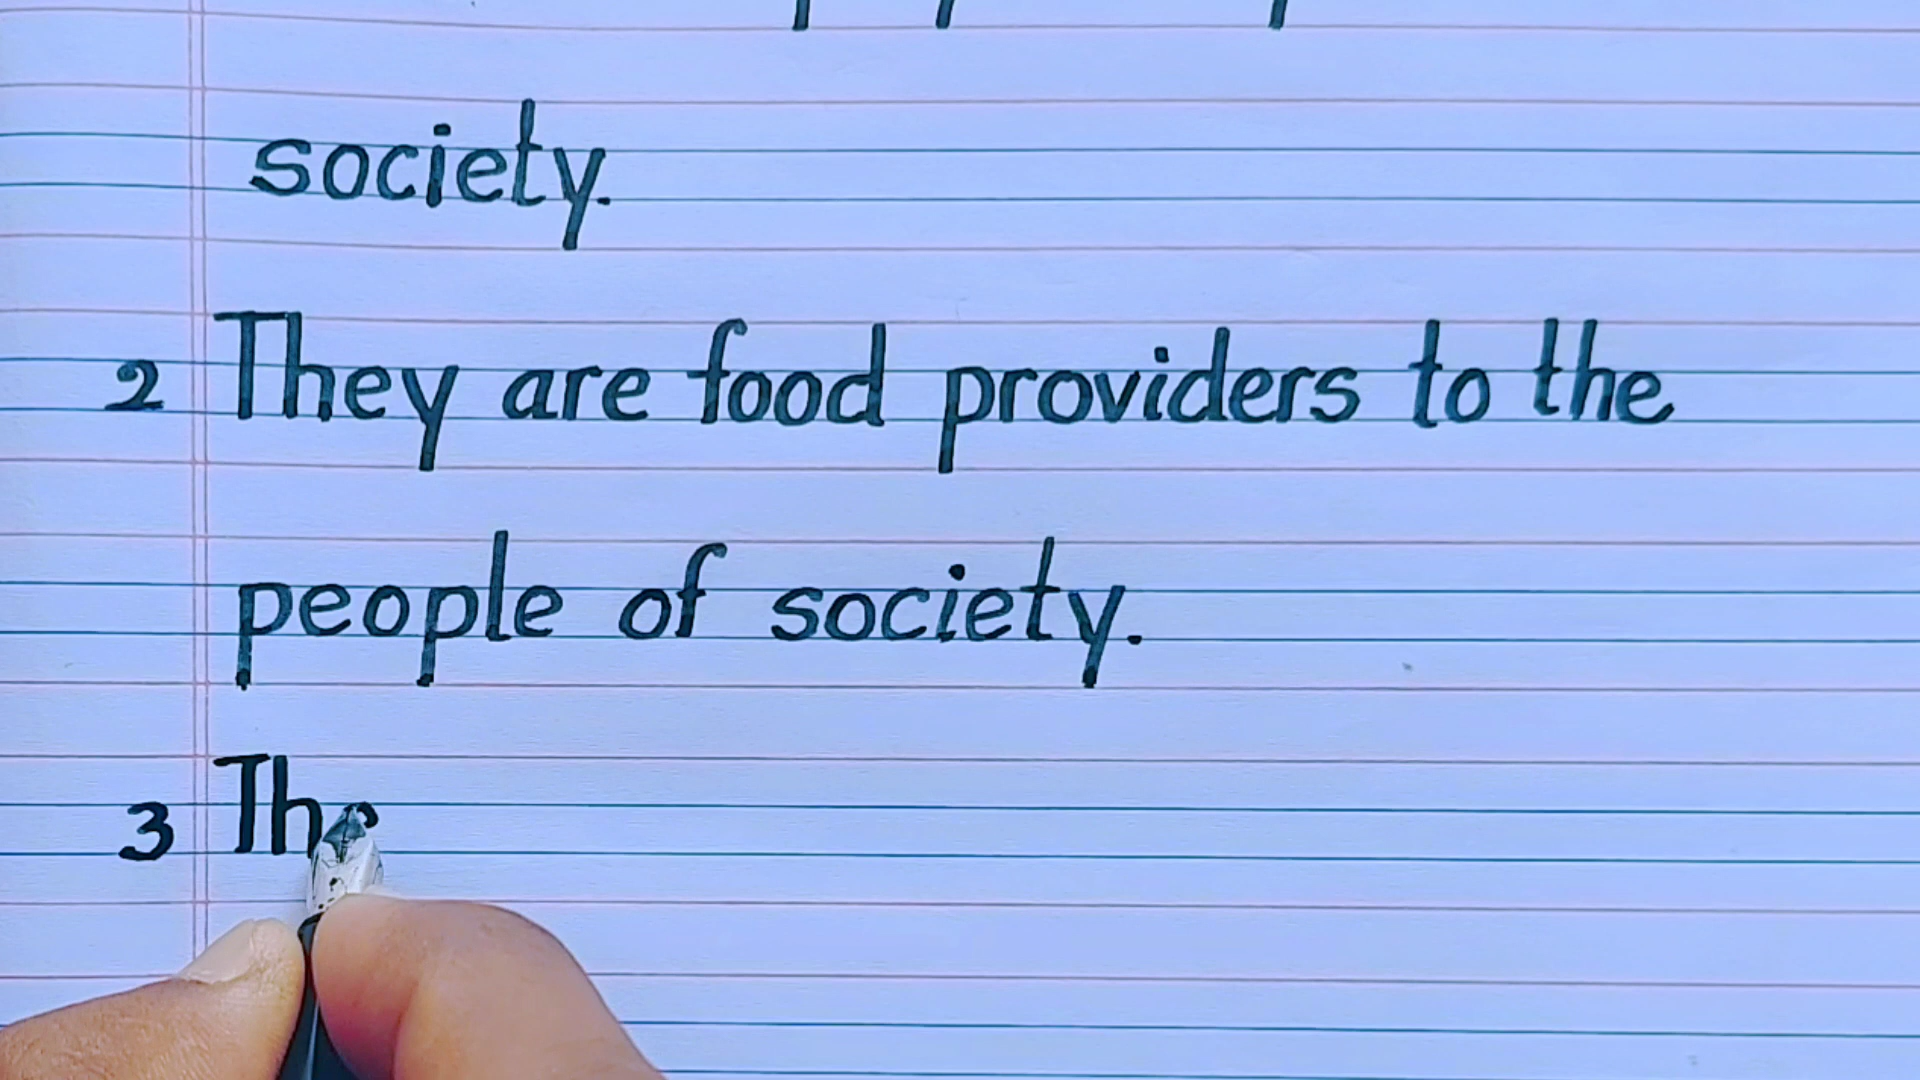 society.
2 They are food providers to the
people of society.
3 Th